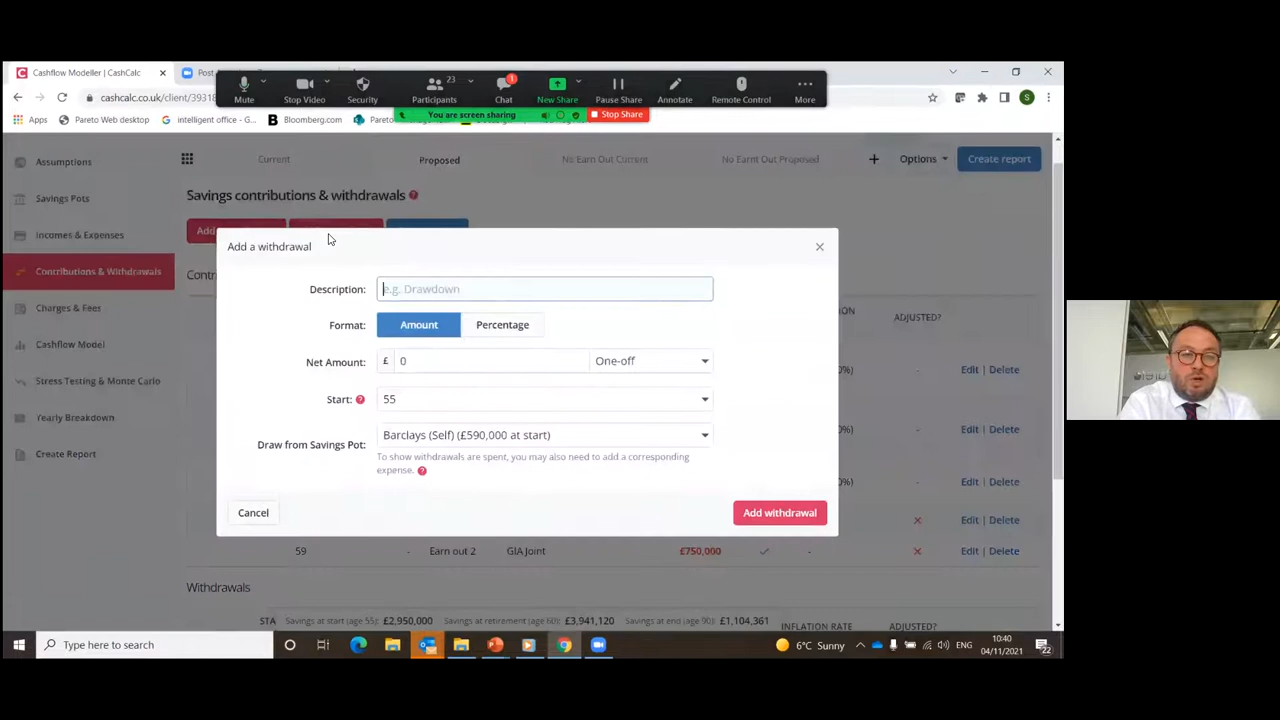 Cashflow Modeller | CashCalc
Post
cashcalc.co.uk/client/39318
Mute
Stop Video
Security
23
Participants
1
Chat
New Share
Pause Share
Annotate
Remote Control
More
You are screen sharing
Stop Share
S
Apps
Pareto Web desktop
intelligent office - G...
Bloomberg.com
Assumptions
Savings Pots
Incomes & Expenses
Contributions & Withdrawals
Charges & Fees
Cashflow Model
Stress Testing & Monte Carlo
Yearly Breakdown
Create Report
Current
Proposed
No Earn Out Current
No Earnt Out Proposed
Options
Create report
Savings contributions & withdrawals
Add a withdrawal
Description:
e.g. Drawdown
Format:
Amount
Percentage
Net Amount:
£ 0
One-off
Start:
55
Draw from Savings Pot:
Barclays (Self) (£590,000 at start)
To show withdrawals are spent, you may also need to add a corresponding
expense.
Cancel
Add withdrawal
ADJUSTED?
- Edit | Delete
- Edit | Delete
- Edit | Delete
Edit | Delete
59 - Earn out 2 GIA Joint £750,000 - Edit | Delete
Withdrawals
Savings at start (age 55): £2,950,000 Savings at retirement (age 60): £3,941,120 Savings at end (age 90): £1,104,361
INFLATION RATE
ADJUSTED?
Type here to search
6°C Sunny
ENG
10:40
04/11/2021
22